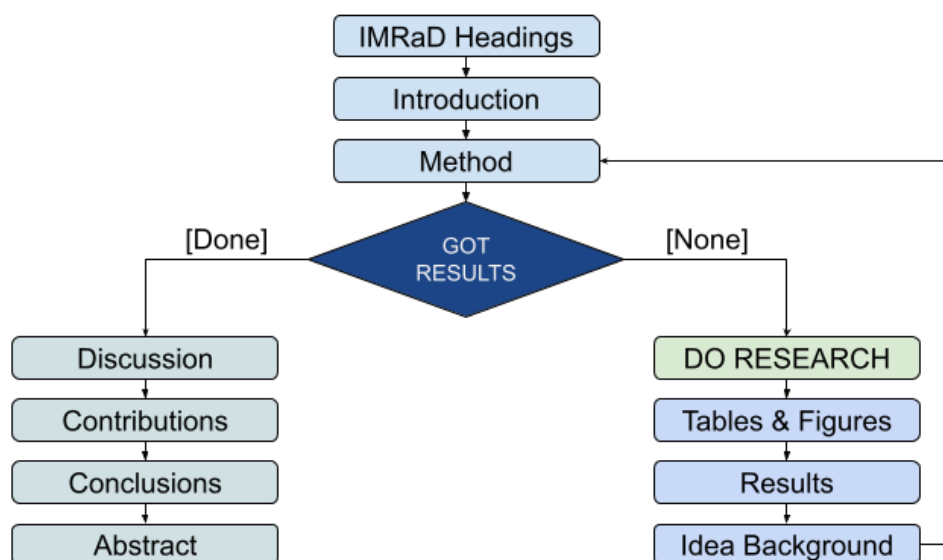 IMRaD Headings
Introduction
Method
[Done]
GOT
RESULTS
[None]
Discussion
Contributions
Conclusions
Abstract
DO RESEARCH
Tables & Figures
Results
Idea Background